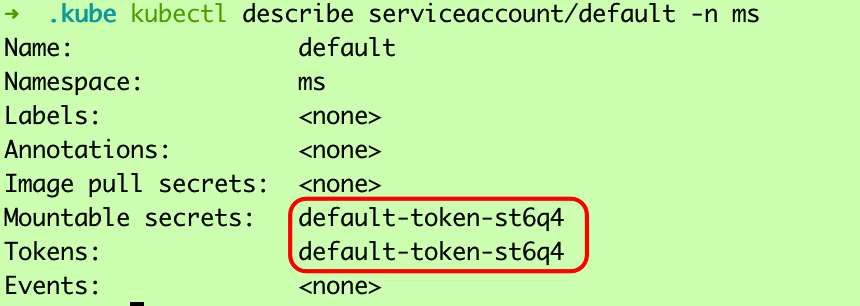 ➜ .kube kubectl describe serviceaccount/default -n ms
Name: default
Namespace: ms
Labels: <none>
Annotations: <none>
Image pull secrets: <none>
Mountable secrets: default-token-st6q4
Tokens: default-token-st6q4
Events: <none>